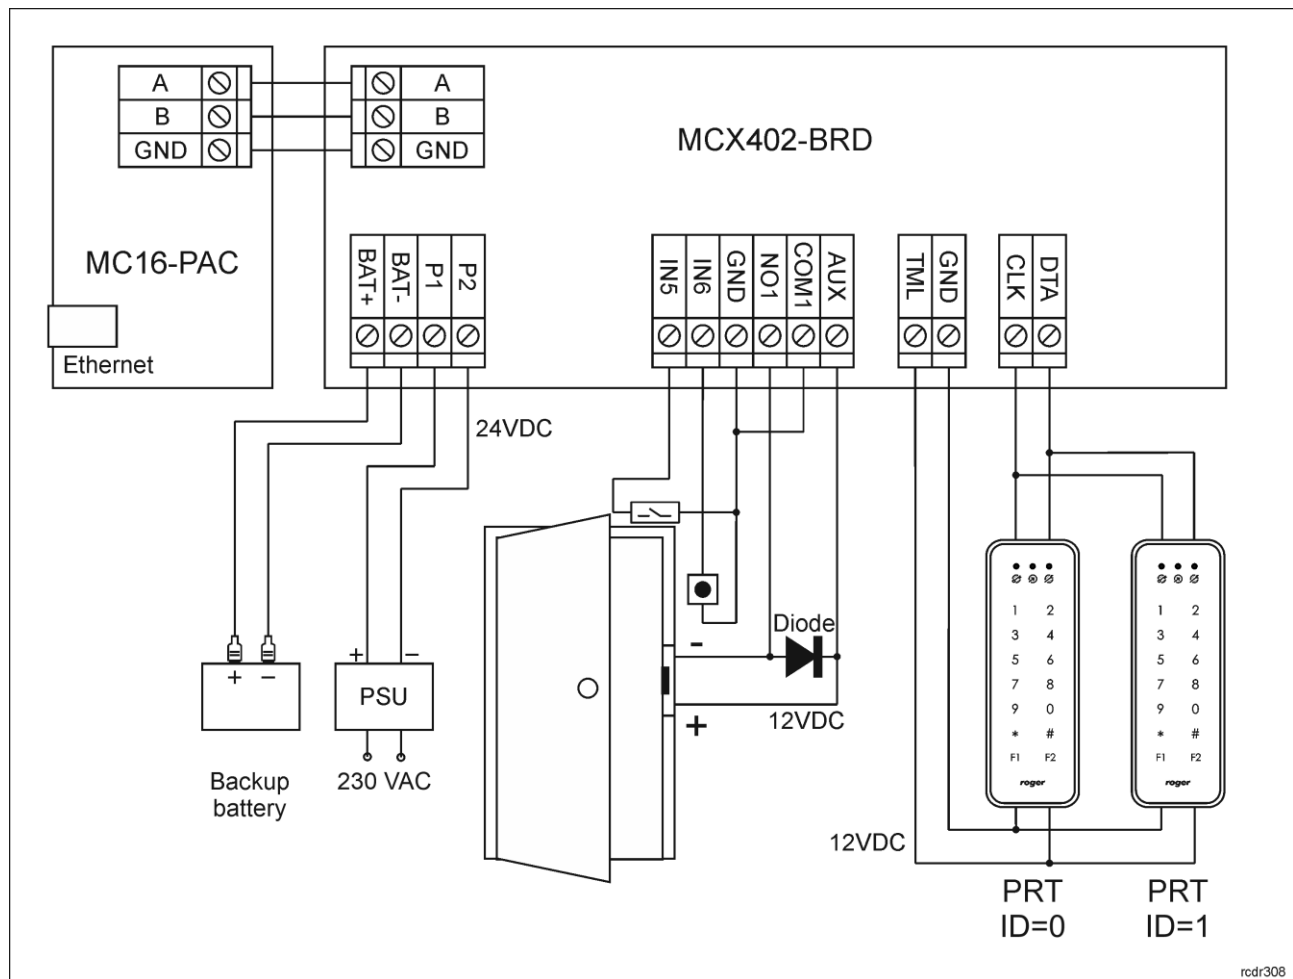 A
B
GND
A
B
GND
MCX402-BRD
MC16-PAC
Ethernet
BAT+
BAT-
P1
P2
IN5
IN6
GND
NO1
COM1
AUX
TML
GND
CLK
DTA
24VDC
Diode
-
+
12VDC
+ -
PSU
230 VAC
+ -
Backup
battery
1 2
3 4
5 6
7 8
9 0
* #
F1 F2
roger
1 2
3 4
5 6
7 8
9 0
* #
F1 F2
roger
12VDC
PRT
ID=0
PRT
ID=1
rcdr308